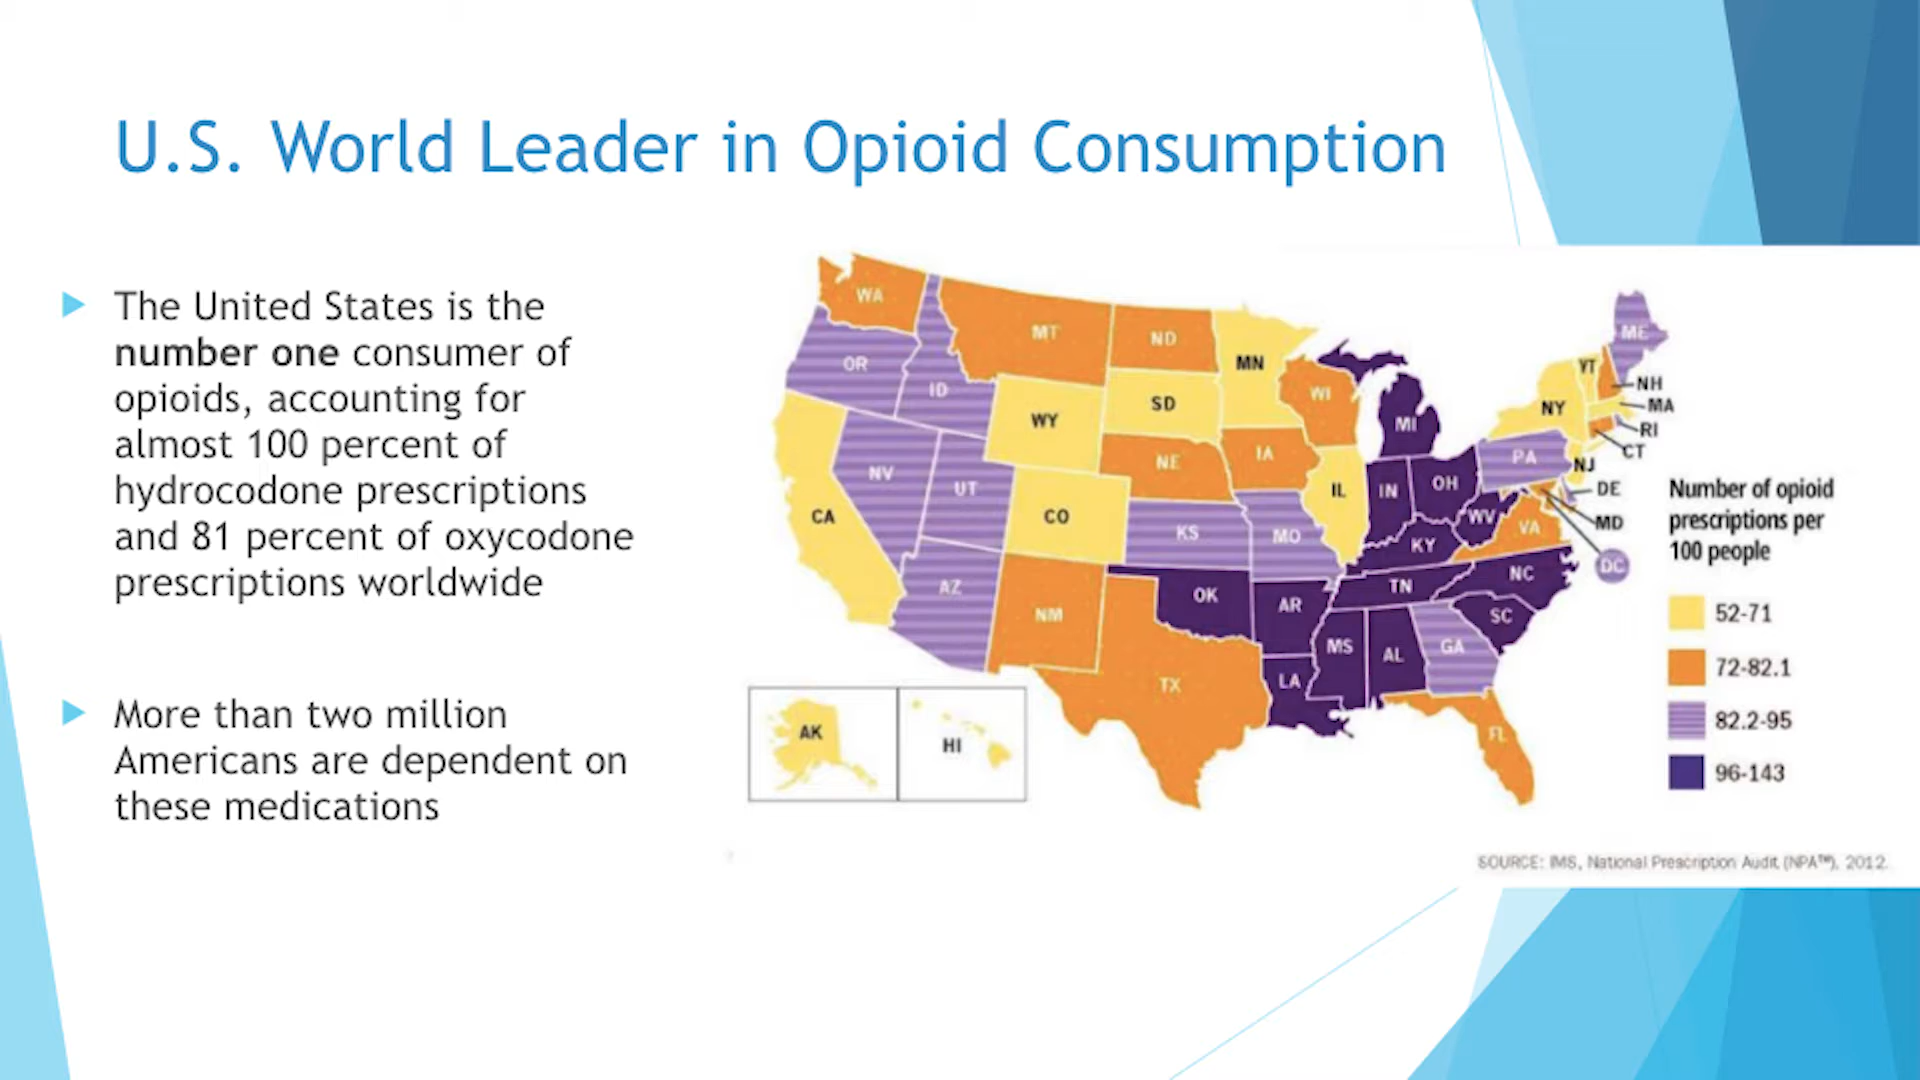 U.S. World Leader in Opioid Consumption
The United States is the
number one consumer of
opioids, accounting for
almost 100 percent of
hydrocodone prescriptions
and 81 percent of oxycodone
prescriptions worldwide
More than two million
Americans are dependent on
these medications
WA
MT
ND
MN
OR
ID
WY
SD
WI
MI
ME
YT
NH
NY
MA
RI
CT
NV
UT
NE
IA
IL
IN
OH
PA
NJ
DE
MD
CA
CO
KS
MO
WV
VA
KY
DC
AZ
NM
OK
AR
TN
NC
SC
TX
LA
MS
AL
GA
FL
AK
HI
Number of opioid
prescriptions per
100 people
52-71
72-82.1
82.2-95
96-143
SOURCE: IMS, National Prescription Audit (NPA™), 2012.